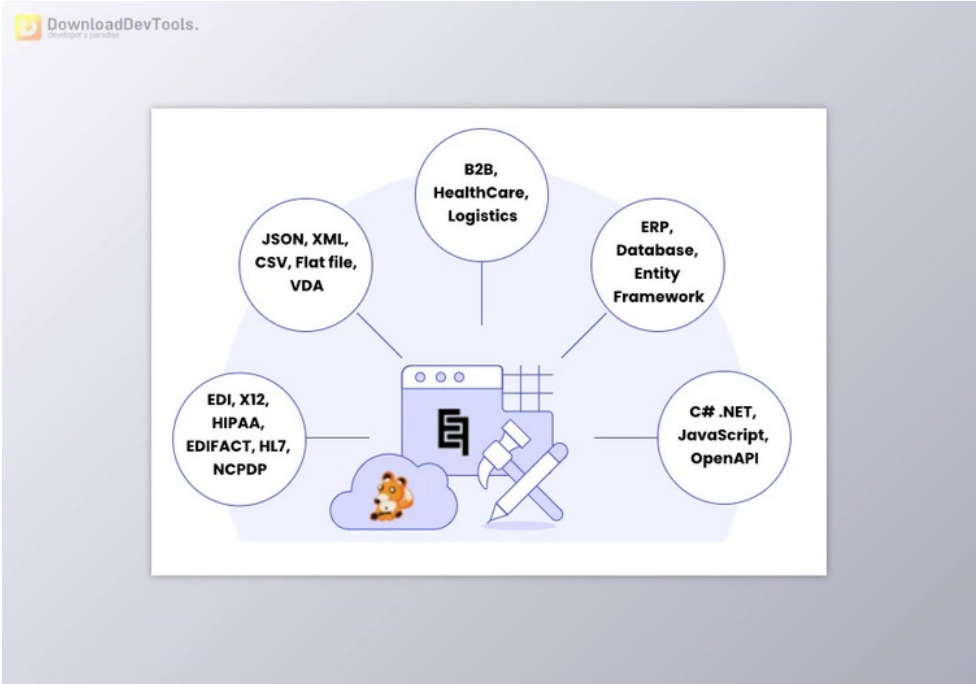 DownloadDevTools.
developer's paradise
B2B,
HealthCare,
Logistics
JSON, XML,
CSV, Flat file,
VDA
ERP,
Database,
Entity
Framework
EDI, X12,
HIPAA,
EDIFACT, HL7,
NCPDP
C# .NET,
JavaScript,
OpenAPI